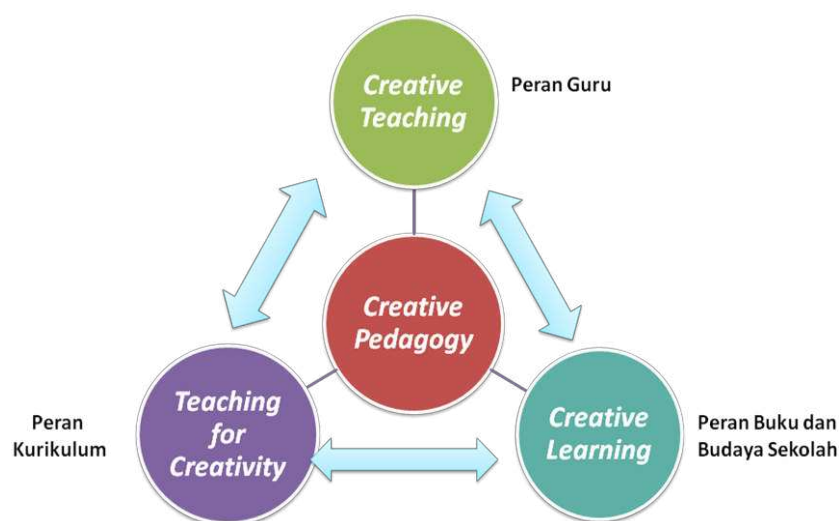 Creative
Teaching
Peran Guru
Creative
Pedagogy
Teaching
for
Creativity
Peran
Kurikulum
Creative
Learning
Peran Buku dan
Budaya Sekolah